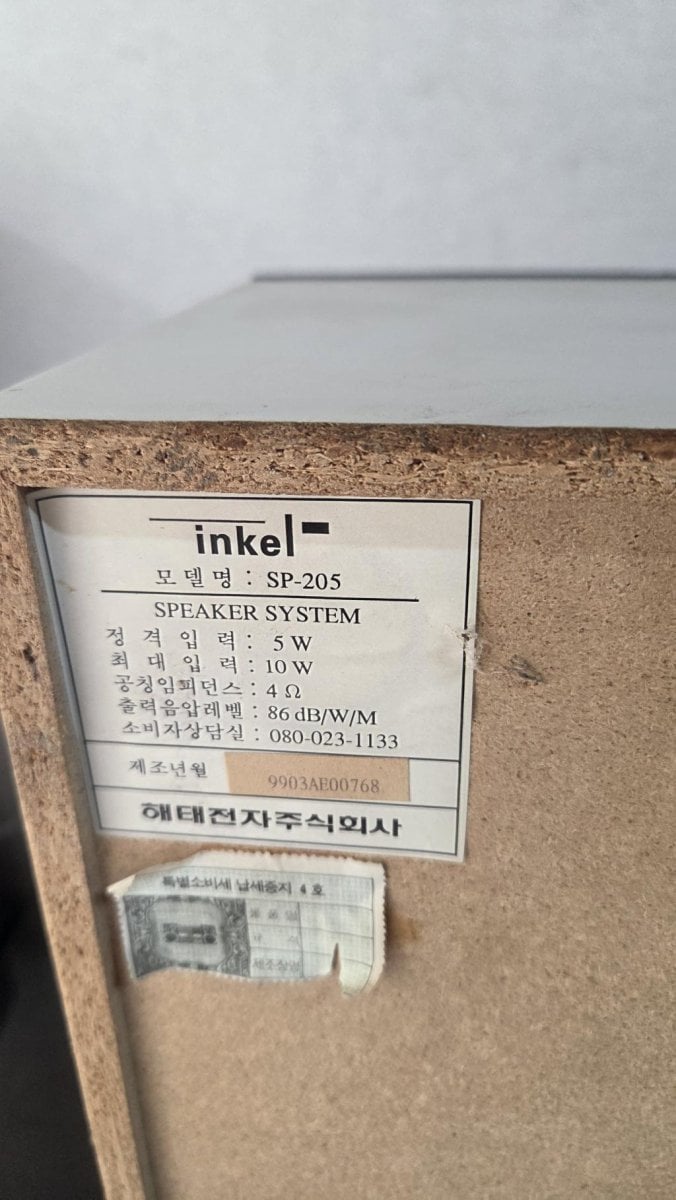 inkel
모델명 : SP-205
SPEAKER SYSTEM
정격입력 : 5 W
최대입력 : 10 W
공칭임피던스 : 4 Ω
출력음압레벨 : 86 dB/W/M
소비자상담실 : 080-023-1133
제조년월 9903AE00768
해태전자주식회사
특별소비세 납세증지 4 호